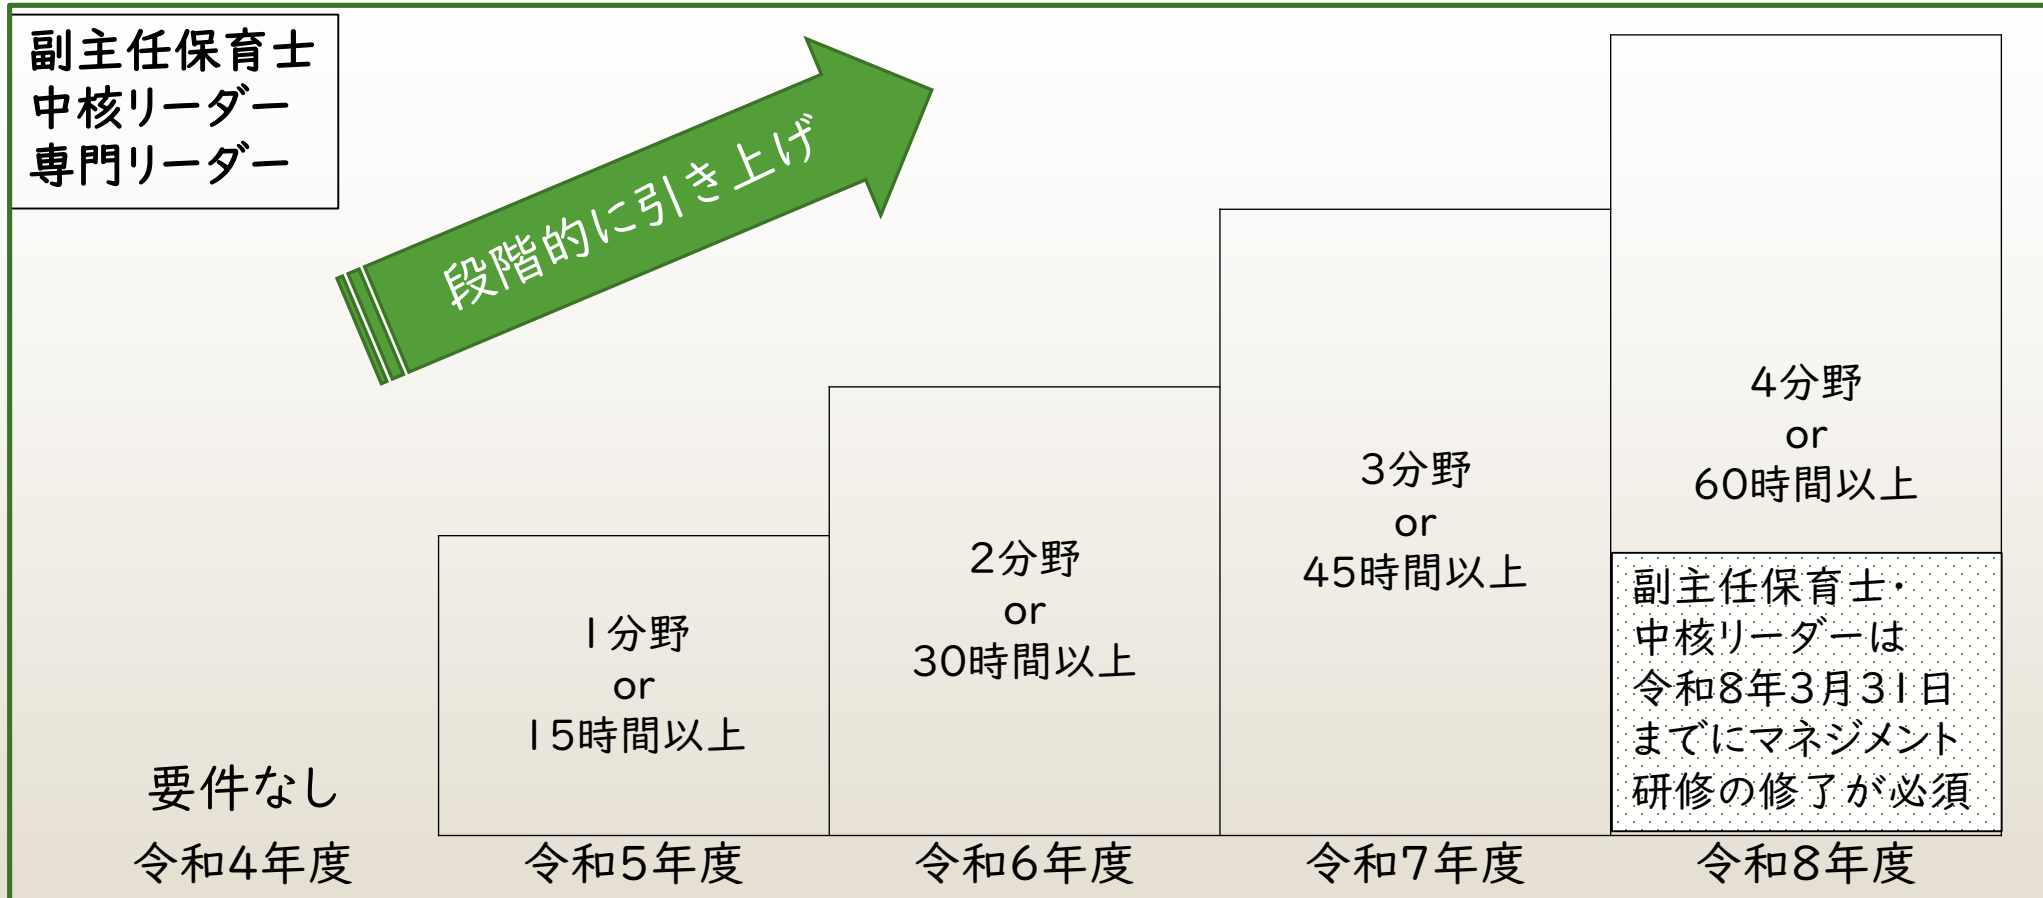 副主任保育士
中核リーダー
専門リーダー
段階的に引き上げ
要件なし
令和4年度
1分野
or
15時間以上
令和5年度
2分野
or
30時間以上
令和6年度
3分野
or
45時間以上
令和7年度
4分野
or
60時間以上
副主任保育士・
中核リーダーは
令和8年3月31日
までにマネジメント
研修の修了が必須
令和8年度